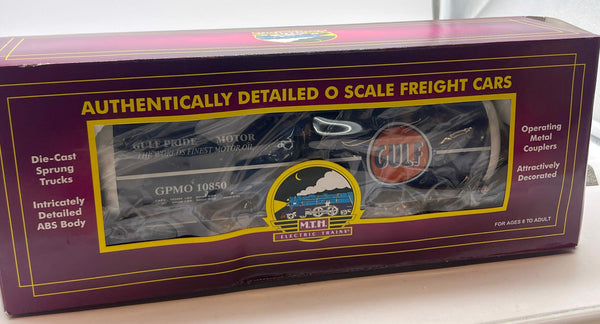 AUTHENTICALLY DETAILED O SCALE FREIGHT CARS
Die-Cast
Sprung
Trucks
Intricately
Detailed
ABS Body
GULF PRIDE MOTOR
THE WORLD'S FINEST MOTOR OIL
GPMO 10850
GULF
M.T.H.
ELECTRIC TRAINS
Operating
Metal
Couplers
Attractively
Decorated
FOR AGES 8 TO ADULT